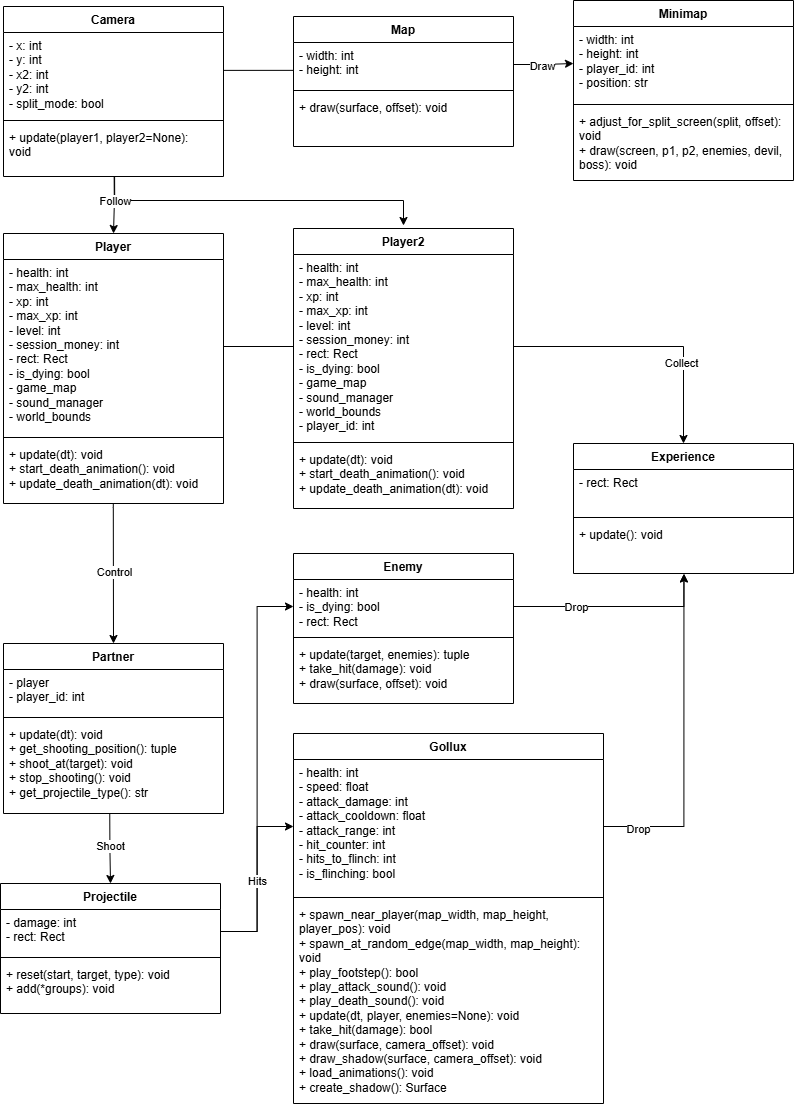 Camera
- x: int
- y: int
- x2: int
- y2: int
- split_mode: bool
+ update(player1, player2=None):
void
Map
- width: int
- height: int
+ draw(surface, offset): void
Draw
Minimap
- width: int
- height: int
- player_id: int
- position: str
+ adjust_for_split_screen(split, offset):
void
+ draw(screen, p1, p2, enemies, devil,
boss): void
Follow
Player
- health: int
- max_health: int
- xp: int
- max_xp: int
- level: int
- session_money: int
- rect: Rect
- is_dying: bool
- game_map
- sound_manager
- world_bounds
+ update(dt): void
+ start_death_animation(): void
+ update_death_animation(dt): void
Player2
- health: int
- max_health: int
- xp: int
- max_xp: int
- level: int
- session_money: int
- rect: Rect
- is_dying: bool
- game_map
- sound_manager
- world_bounds
- player_id: int
+ update(dt): void
+ start_death_animation(): void
+ update_death_animation(dt): void
Collect
Experience
- rect: Rect
+ update(): void
Control
Enemy
- health: int
- is_dying: bool
- rect: Rect
+ update(target, enemies): tuple
+ take_hit(damage): void
+ draw(surface, offset): void
Drop
Partner
- player
- player_id: int
+ update(dt): void
+ get_shooting_position(): tuple
+ shoot_at(target): void
+ stop_shooting(): void
+ get_projectile_type(): str
Shoot
Projectile
- damage: int
- rect: Rect
+ reset(start, target, type): void
+ add(*groups): void
Hits
Gollux
- health: int
- speed: float
- attack_damage: int
- attack_cooldown: float
- attack_range: int
- hit_counter: int
- hits_to_flinch: int
- is_flinching: bool
+ spawn_near_player(map_width, map_height,
player_pos): void
+ spawn_at_random_edge(map_width, map_height):
void
+ play_footstep(): bool
+ play_attack_sound(): void
+ play_death_sound(): void
+ update(dt, player, enemies=None): void
+ take_hit(damage): bool
+ draw(surface, camera_offset): void
+ draw_shadow(surface, camera_offset): void
+ load_animations(): void
+ create_shadow(): Surface
Drop